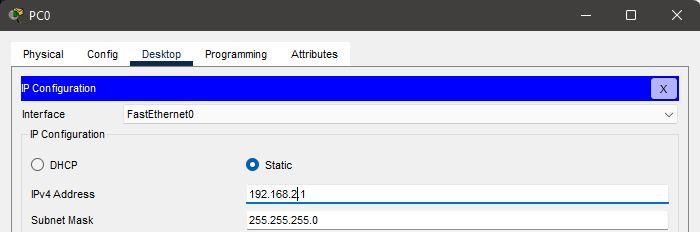 PC0
Physical Config Desktop Programming Attributes
IP Configuration X
Interface FastEthernet0
IP Configuration
DHCP Static
IPv4 Address 192.168.2.1
Subnet Mask 255.255.255.0